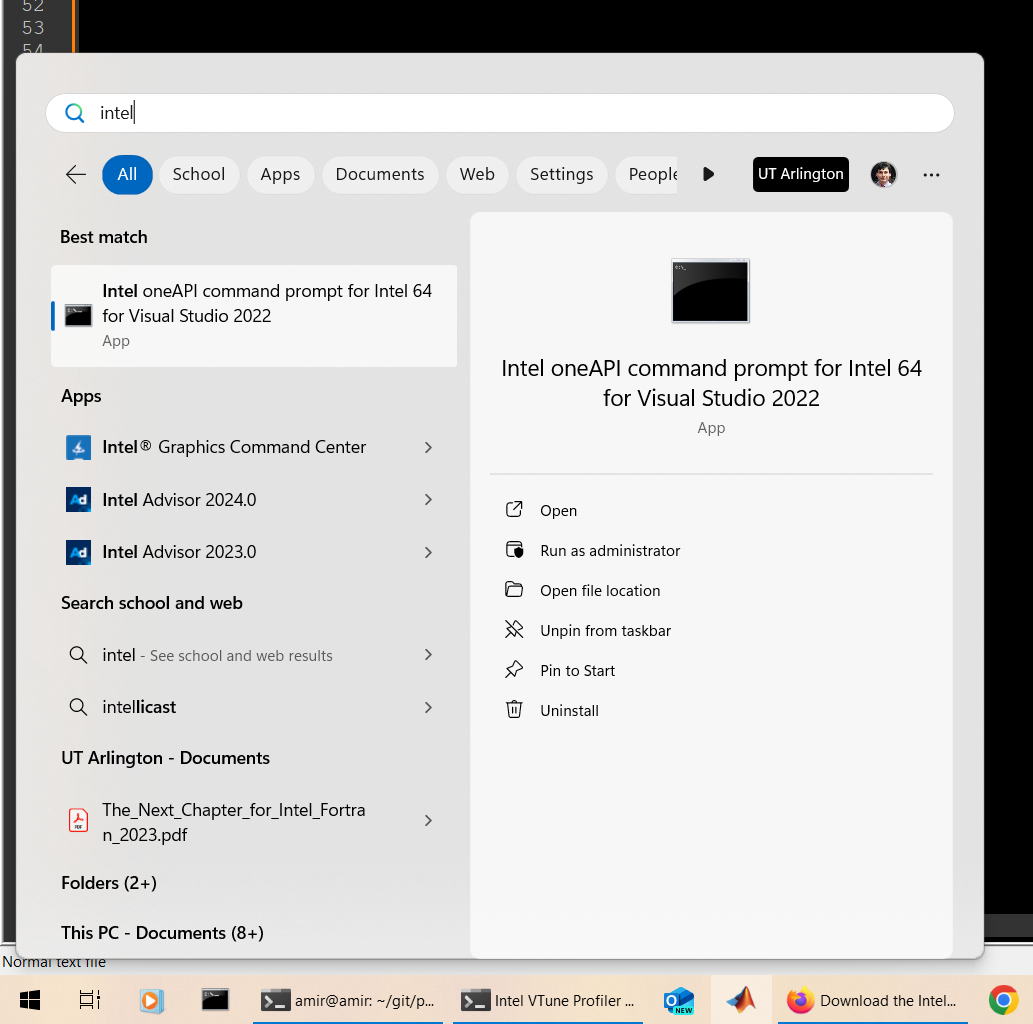 52
53
54
intel
All School Apps Documents Web Settings People UT Arlington
Best match
Intel oneAPI command prompt for Intel 64
for Visual Studio 2022
App
Apps
Intel® Graphics Command Center
Intel Advisor 2024.0
Intel Advisor 2023.0
Search school and web
intel - See school and web results
intellicast
UT Arlington - Documents
The_Next_Chapter_for_Intel_Fortra
n_2023.pdf
Folders (2+)
This PC - Documents (8+)
Intel oneAPI command prompt for Intel 64
for Visual Studio 2022
App
Open
Run as administrator
Open file location
Unpin from taskbar
Pin to Start
Uninstall
Normal text file
amir@amir: ~/git/p... Intel VTune Profiler ... NEW Download the Intel...